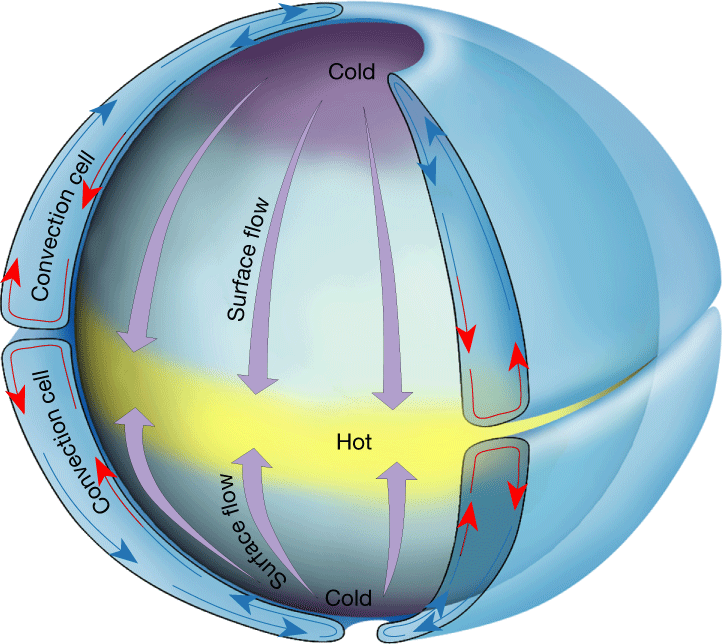 Cold
Convection cell
Surface flow
Hot
Convection cell
Surface flow
Cold